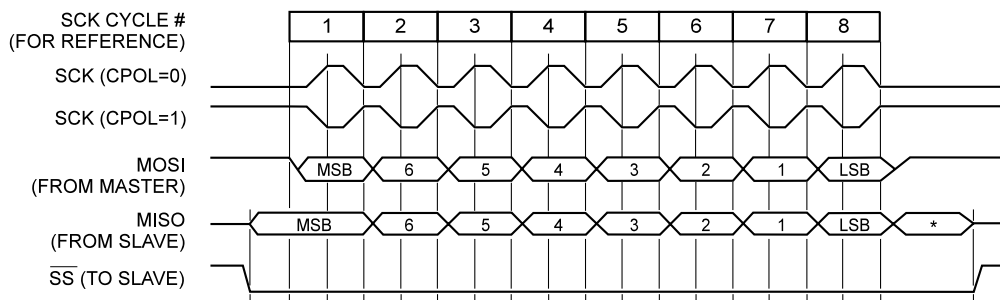 SCK CYCLE #
(FOR REFERENCE)
1 2 3 4 5 6 7 8
SCK (CPOL=0)
SCK (CPOL=1)
MOSI
(FROM MASTER)
MSB 6 5 4 3 2 1 LSB
MISO
(FROM SLAVE)
MSB 6 5 4 3 2 1 LSB *
SS (TO SLAVE)